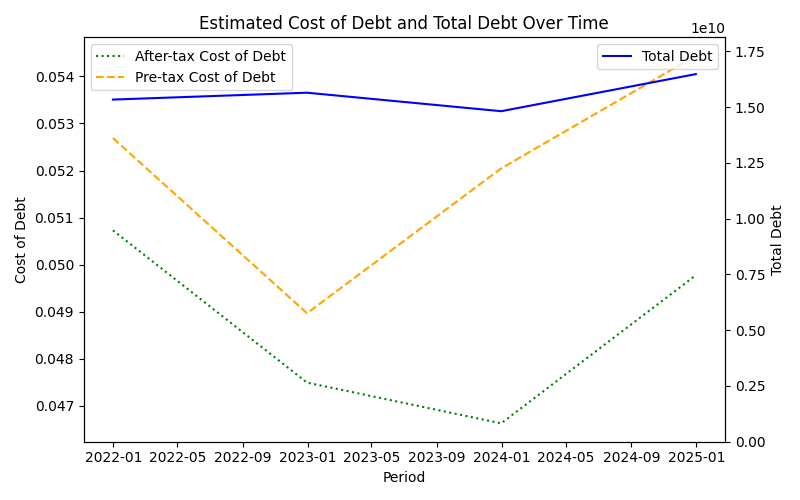 Estimated Cost of Debt and Total Debt Over Time
1e10
After-tax Cost of Debt
Pre-tax Cost of Debt
Total Debt
0.054
0.053
0.052
0.051
0.050
0.049
0.048
0.047
Cost of Debt
1.75
1.50
1.25
1.00
0.75
0.50
0.25
0.00
Total Debt
2022-01 2022-05 2022-09 2023-01 2023-05 2023-09 2024-01 2024-05 2024-09 2025-01
Period